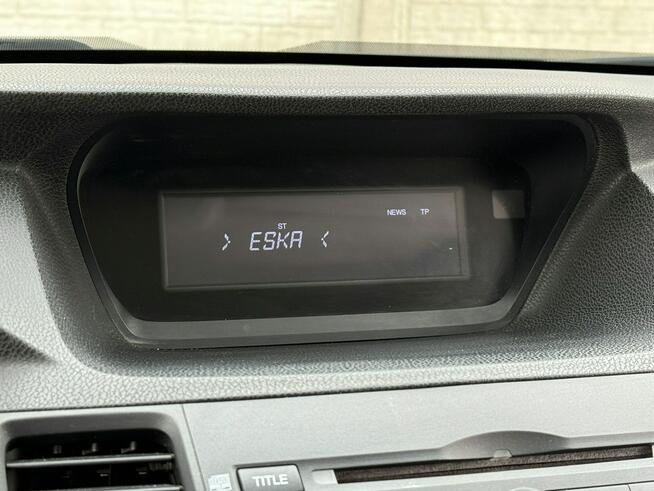 NEWS TP
ST
> ESKA <
TITLE